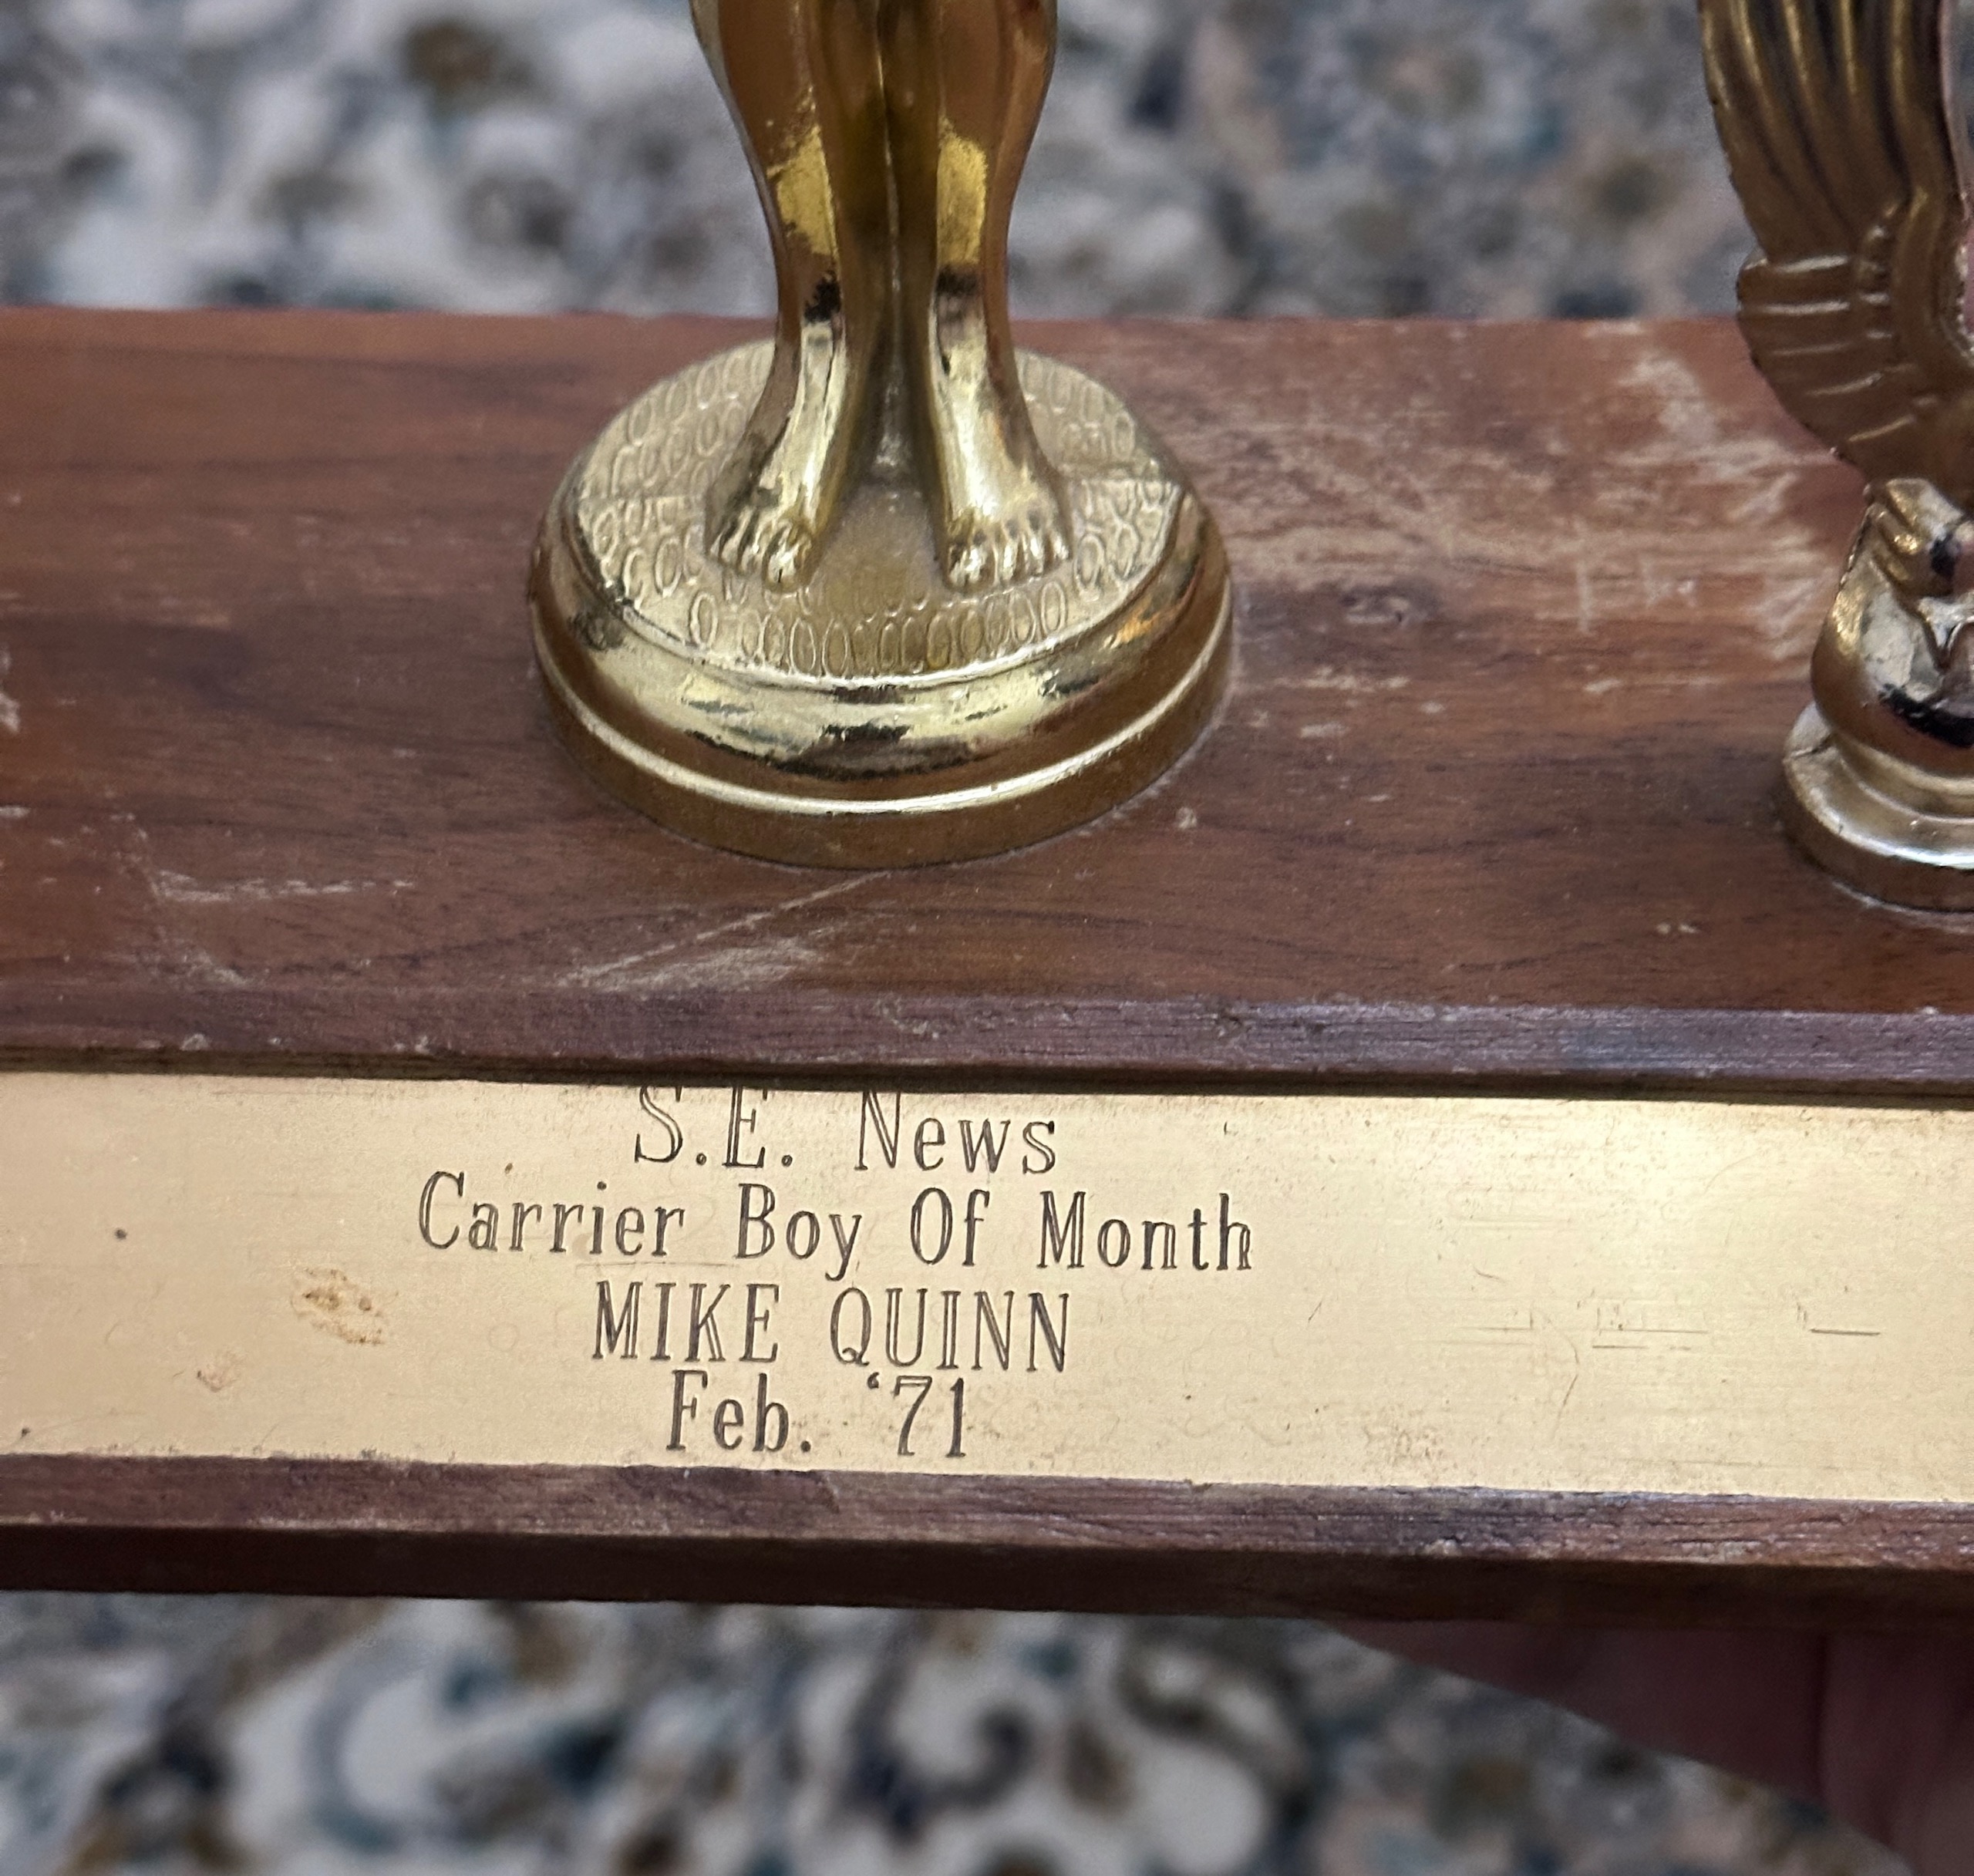 S.E. News
Carrier Boy Of Month
MIKE QUINN
Feb. ‘71